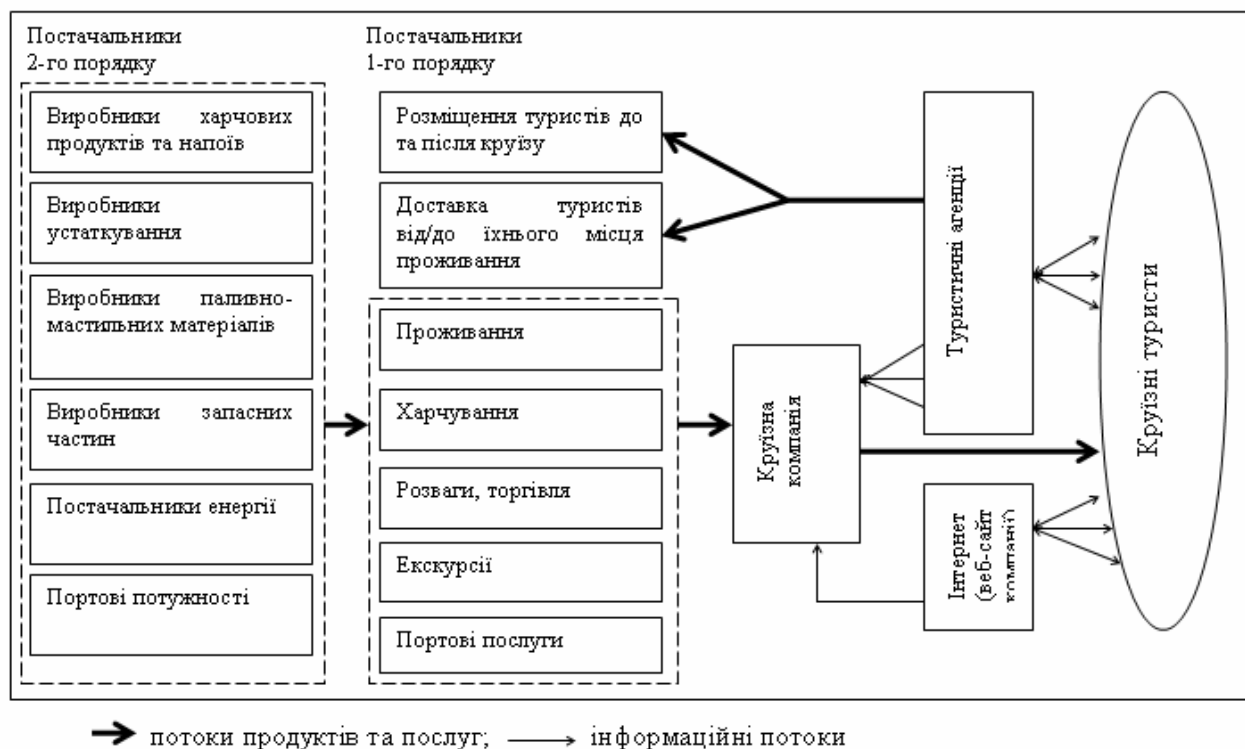 Постачальники
2-го порядку
Виробники харчових
продуктів та напоїв
Виробники
устаткування
Виробники паливно-
мастильних матеріалів
Виробники запасних
частин
Постачальники енергії
Портові потужності
Постачальники
1-го порядку
Розміщення туристів до
та після круїзу
Доставка туристів
від/до їхнього місця
проживання
Проживання
Харчування
Розваги, торгівля
Екскурсії
Портові послуги
Круїзна
компанія
Туристичні агенції
Інтернет
(веб-сайт
компанії)
Круїзні туристи
потоки продуктів та послуг; інформаційні потоки